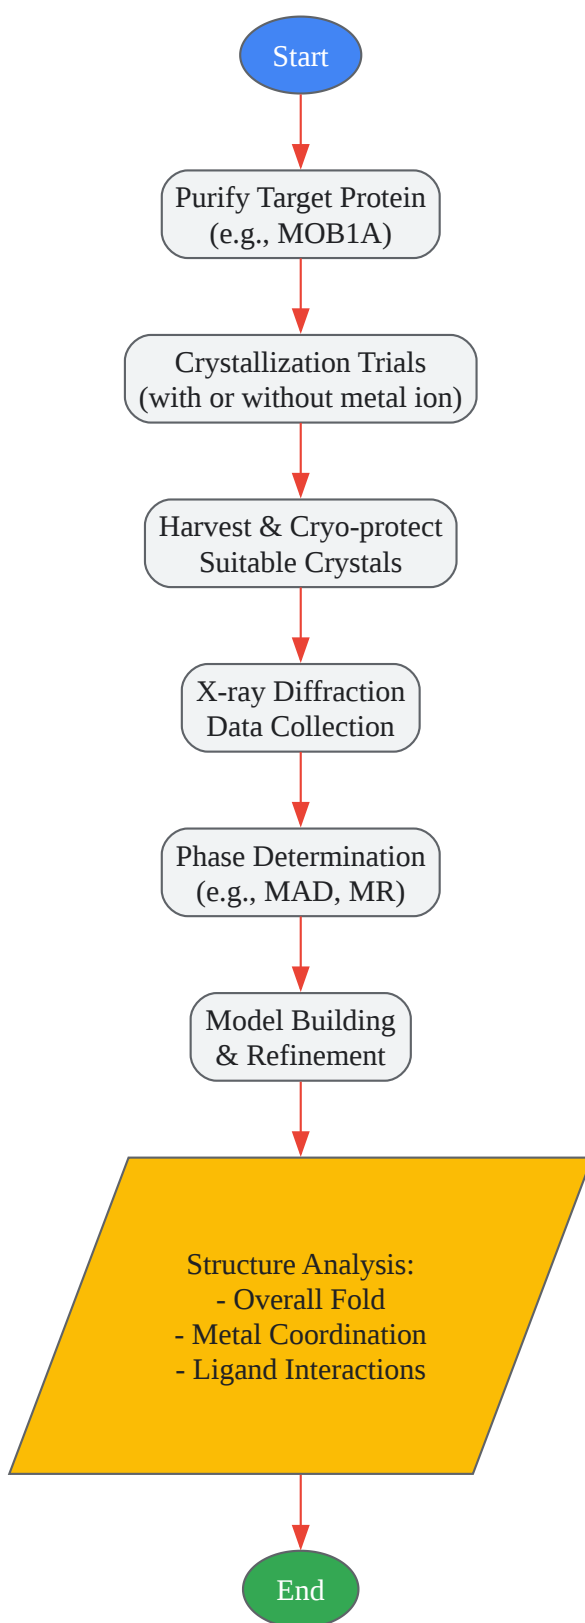 Start
Purify Target Protein
(e.g., MOB1A)
Crystallization Trials
(with or without metal ion)
Harvest & Cryo-protect
Suitable Crystals
X-ray Diffraction
Data Collection
Phase Determination
(e.g., MAD, MR)
Model Building
& Refinement
Structure Analysis:
- Overall Fold
- Metal Coordination
- Ligand Interactions
End